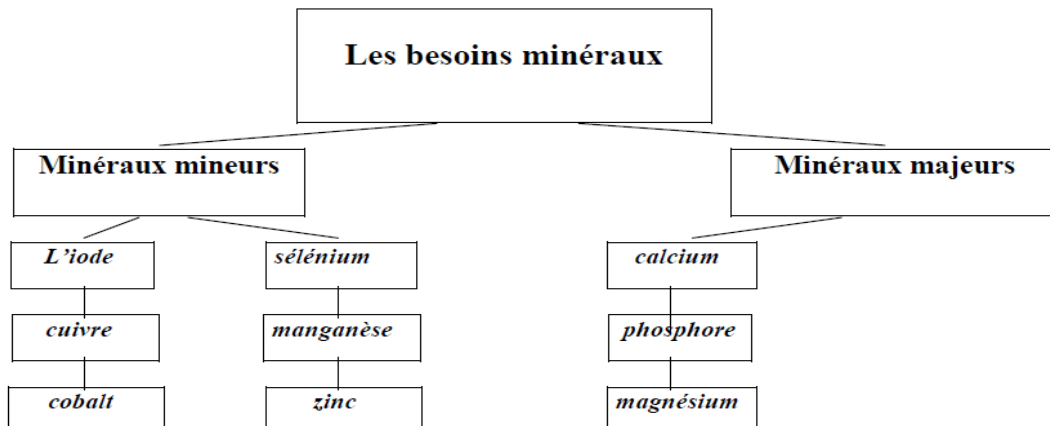 Les besoins minéraux
Minéraux mineurs
Minéraux majeurs
L'iode
sélénium
calcium
cuivre
manganèse
phosphore
cobalt
zinc
magnésium